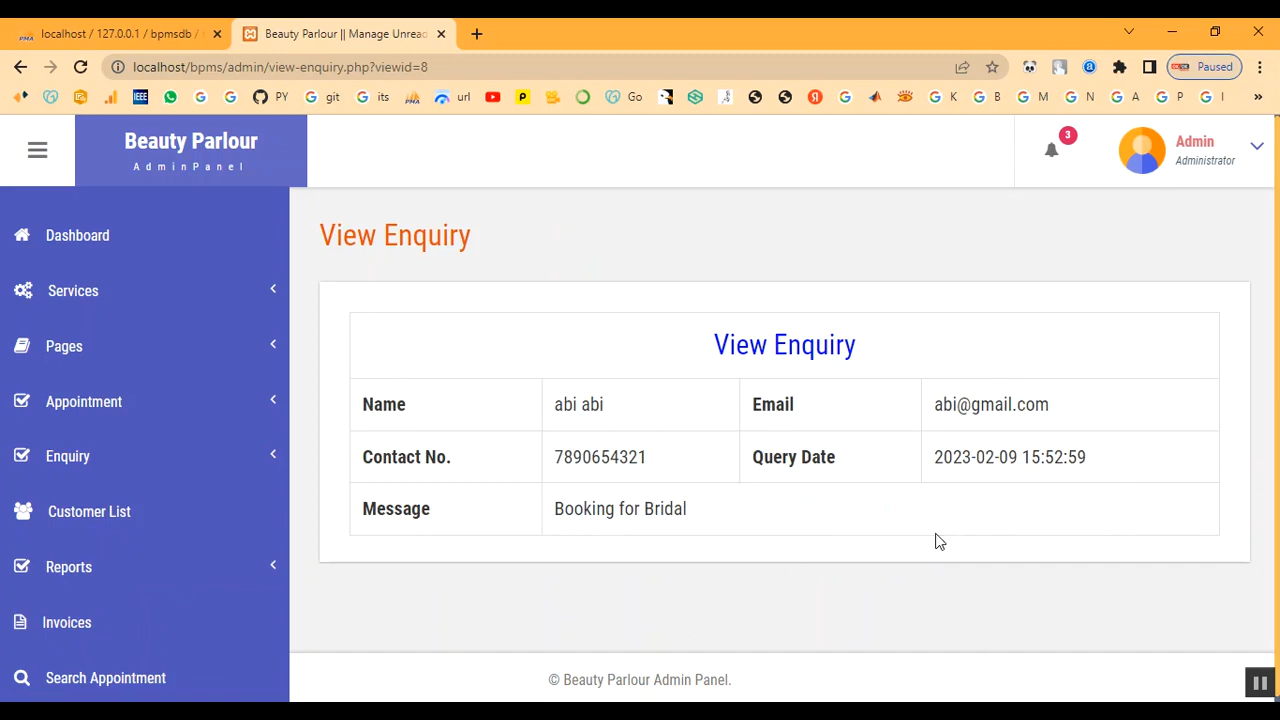 localhost / 127.0.0.1 / bpmsdb /
Beauty Parlour || Manage Unread
localhost/bpms/admin/view-enquiry.php?viewid=8
Paused
IEEE PY git its PMA url Go K B M N A P I »
Beauty Parlour
AdminPanel
3
Admin
Administrator
Dashboard
Services
Pages
Appointment
Enquiry
Customer List
Reports
Invoices
Search Appointment
View Enquiry
View Enquiry
Name abi abi Email abi@gmail.com
Contact No. 7890654321 Query Date 2023-02-09 15:52:59
Message Booking for Bridal
© Beauty Parlour Admin Panel.